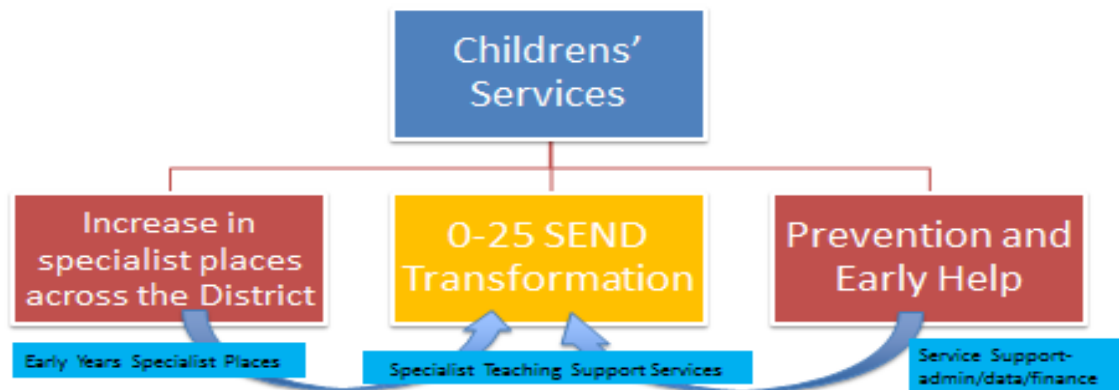 Childrens'
Services
Increase in
specialist places
across the District
0-25 SEND
Transformation
Prevention and
Early Help
Early Years Specialist Places
Specialist Teaching Support Services
Service Support-
admin/data/finance